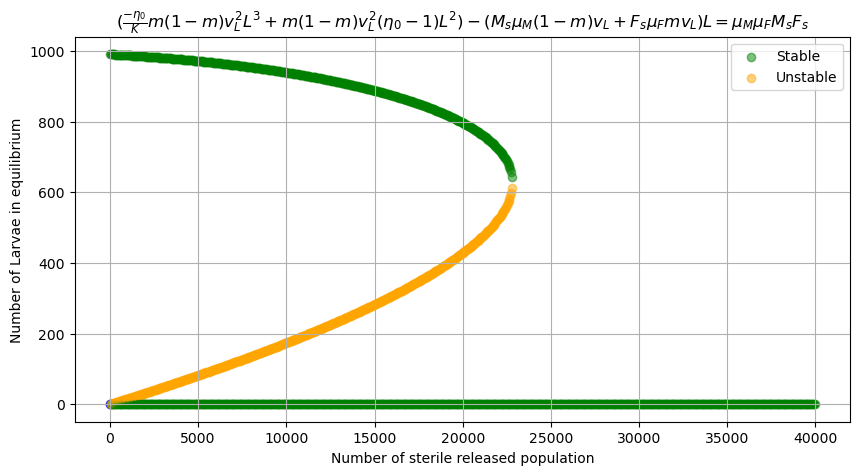 $(\frac{-\eta_0}{K}m(1-m)v_L^2L^3 + m(1-m)v_L^2(\eta_0-1)L^2) - (M_s\mu_M(1-m)v_L + F_s\mu_F m v_L)L = \mu_M\mu_F M_s F_s$
Stable
Unstable
1000
800
600
400
200
0
Number of Larvae in equilibrium
0 5000 10000 15000 20000 25000 30000 35000 40000
Number of sterile released population